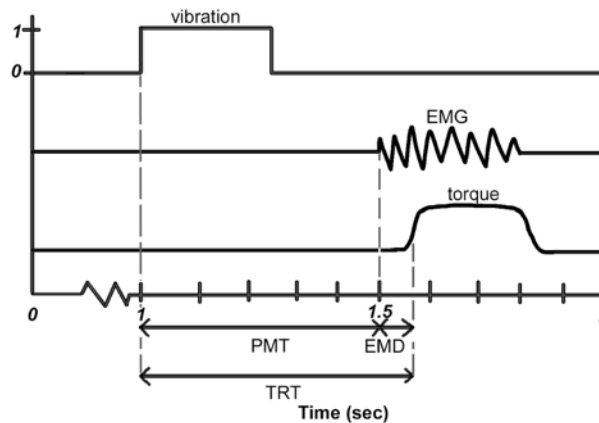 vibration
1
0
EMG
torque
0
1
1.5
PMT
EMD
TRT
Time (sec)